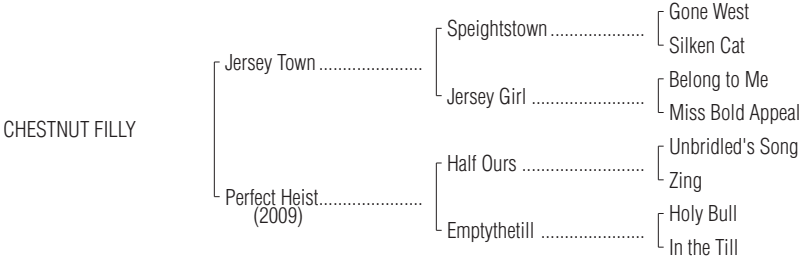 Gone West
Speightstown ....................
Silken Cat
Jersey Town ......................
Belong to Me
Jersey Girl ........................
Miss Bold Appeal
CHESTNUT FILLY
Unbridled's Song
Half Ours ..........................
Zing
Perfect Heist......................
(2009)
Holy Bull
Emptythetill ......................
In the Till